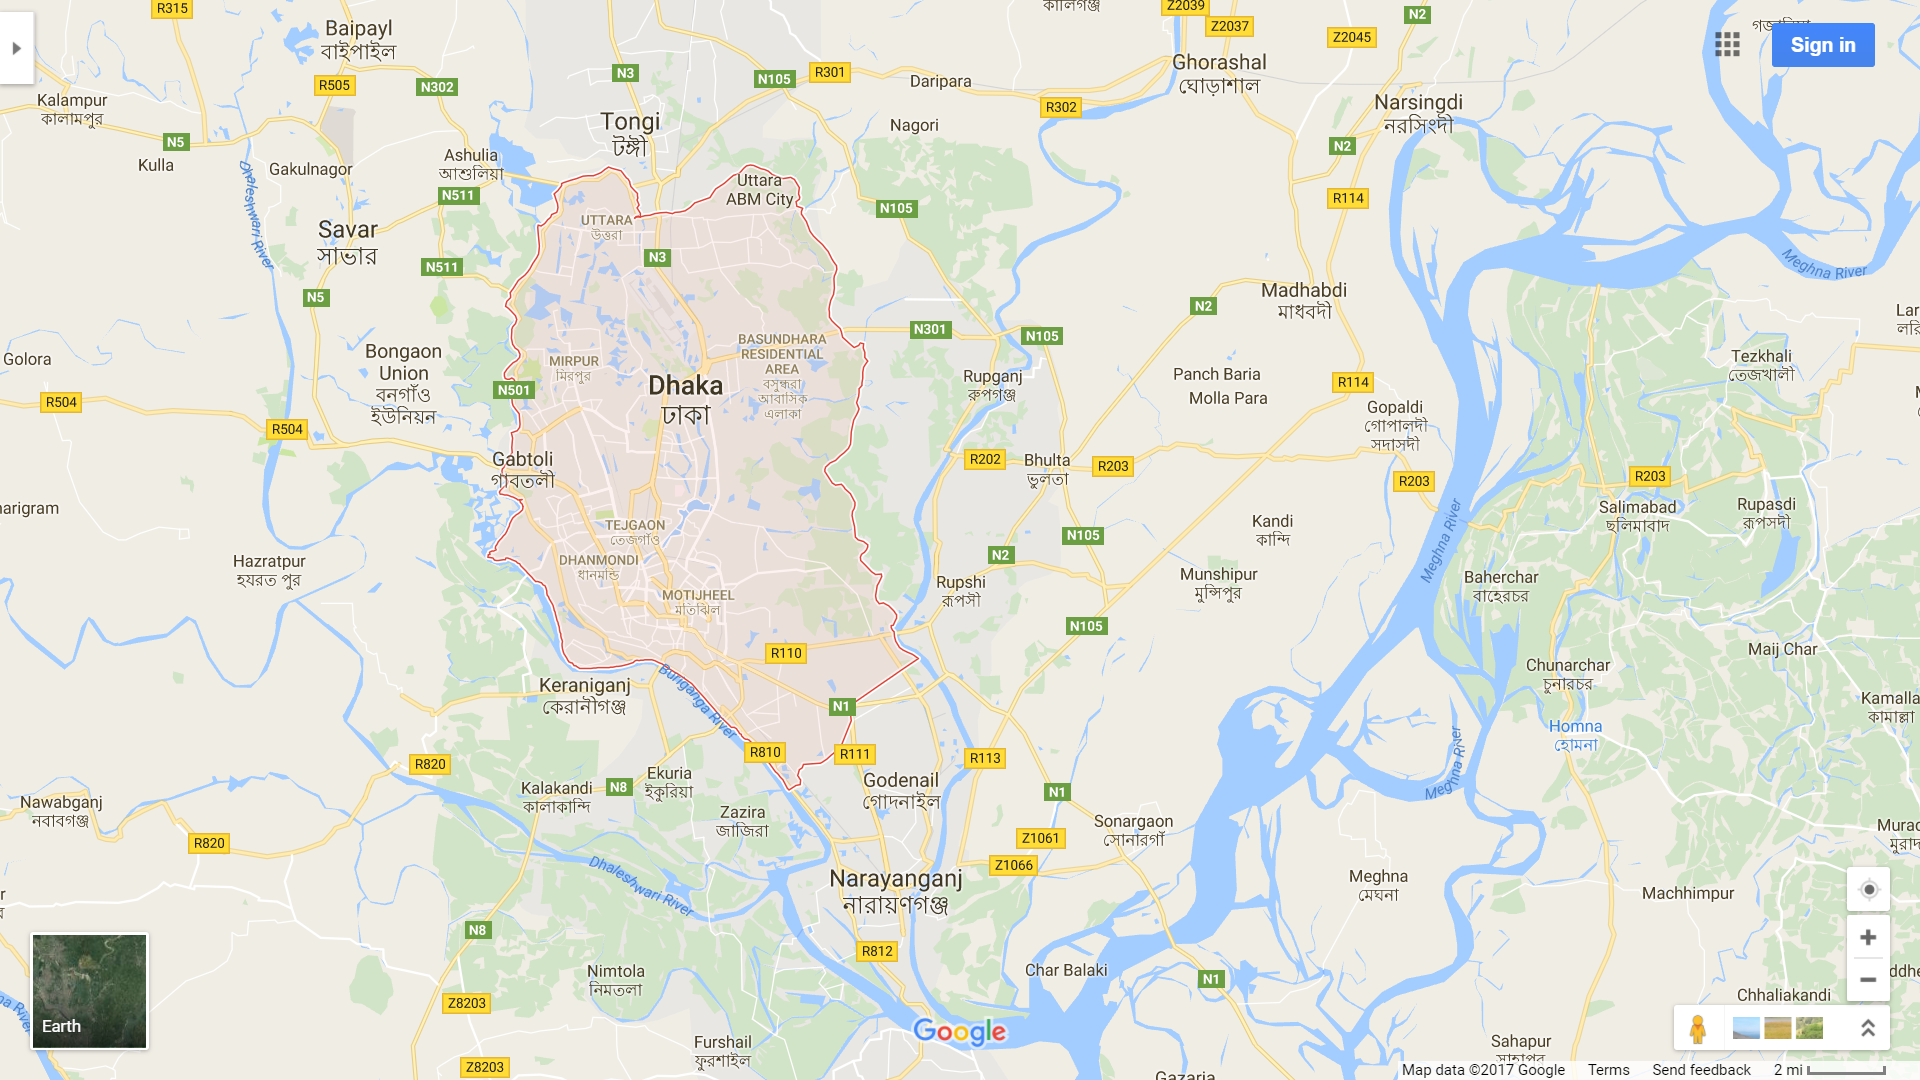 R315
Baipayl
বাইপাইল
কালিগঞ্জ
Z2039
Z2037
N2
Z2045
Sign in
Ghorashal
ঘোড়াশাল
N3
N105
R301
Daripara
R505
N302
R302
Kalampur
কালামপুর
Narsingdi
নরসিংদী
Tongi
টঙ্গী
Nagori
N5
Kulla
Gakulnagor
Ashulia
আশুলিয়া
N2
N511
Uttara
ABM City
N105
R114
UTTARA
উত্তরা
Savar
সাভার
N3
N511
Dhaleshwari River
Meghna River
N5
Madhabdi
মাধবদী
N2
N301
N105
Golora
Bongaon
Union
বনগাঁও
ইউনিয়ন
MIRPUR
মিরপুর
BASUNDHARA
RESIDENTIAL
AREA
বসুন্ধরা
আবাসিক
এলাকা
Dhaka
ঢাকা
N501
Rupganj
রুপগঞ্জ
Panch Baria
Molla Para
R114
Tezkhali
তেজখালী
R504
R504
Gopaldi
গোপালদী
সদাসদী
Gabtoli
গাবতলী
R202
Bhulta
ভুলতা
R203
R203
R203
Salimabad
ছলিমাবাদ
Rupasdi
রূপসদী
TEJGAON
তেজগাঁও
Kandi
কান্দি
N105
Meghna River
Hazratpur
হযরত পুর
DHANMONDI
ধানমন্ডি
N2
Rupshi
রূপসী
Munshipur
মুন্সিপুর
Baherchar
বাহেরচর
MOTIJHEEL
মতিঝিল
N105
R110
Maij Char
Chunarchar
চুনারচর
Keraniganj
কেরানীগঞ্জ
Buriganga River
N1
Kamalla
কামাল্লা
Homna
হোমনা
R820
R810
R111
R113
Meghna River
Ekuria
ইকুরিয়া
Kalakandi
কালাকান্দি
N8
Godenail
গোদনাইল
N1
Nawabganj
নবাবগঞ্জ
Zazira
জাজিরা
Sonargaon
সোনারগাঁ
Z1061
R820
Z1066
Dhaleshwari River
Narayanganj
নারায়ণগঞ্জ
Meghna
মেঘনা
Machhimpur
N8
R812
Nimtola
নিমতলা
Char Balaki
N1
Z8203
Chhaliakandi
Earth
Google
Furshail
ফুরশাইল
Sahapur
সাহাপুর
Z8203
Gazaria
Map data ©2017 Google Terms Send feedback 2 mi